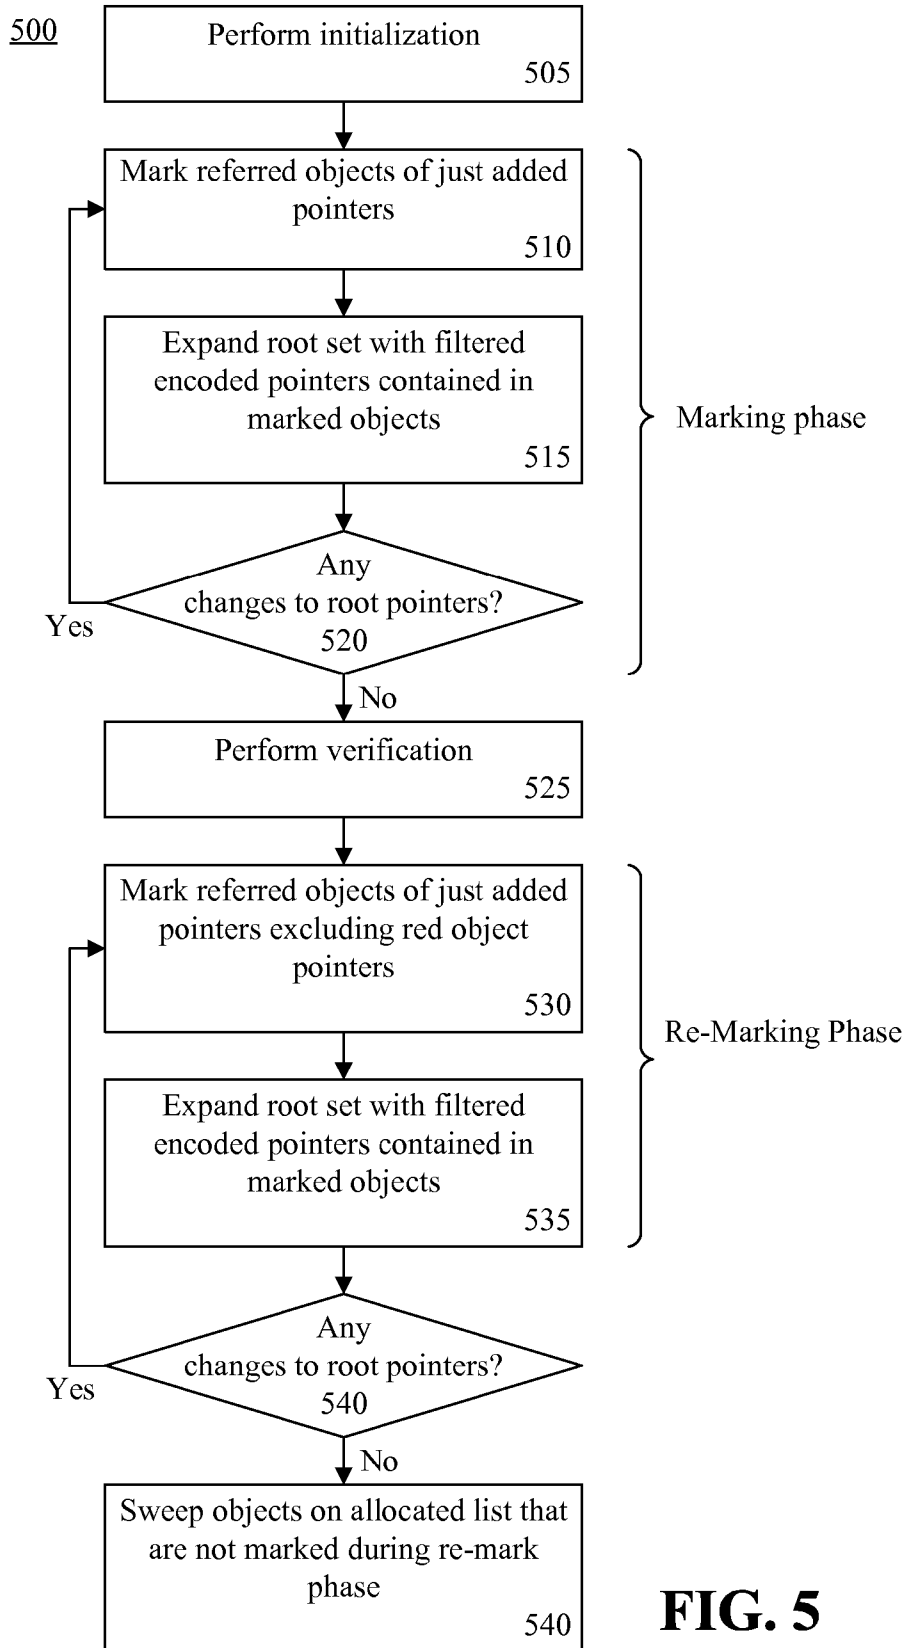 500
Perform initialization
505
Mark referred objects of just added
pointers
510
Expand root set with filtered
encoded pointers contained in
marked objects
515
Marking phase
Any
changes to root pointers?
520
Yes
No
Perform verification
525
Mark referred objects of just added
pointers excluding red object
pointers
530
Re-Marking Phase
Expand root set with filtered
encoded pointers contained in
marked objects
535
Any
changes to root pointers?
540
Yes
No
Sweep objects on allocated list that
are not marked during re-mark
phase
540
FIG. 5